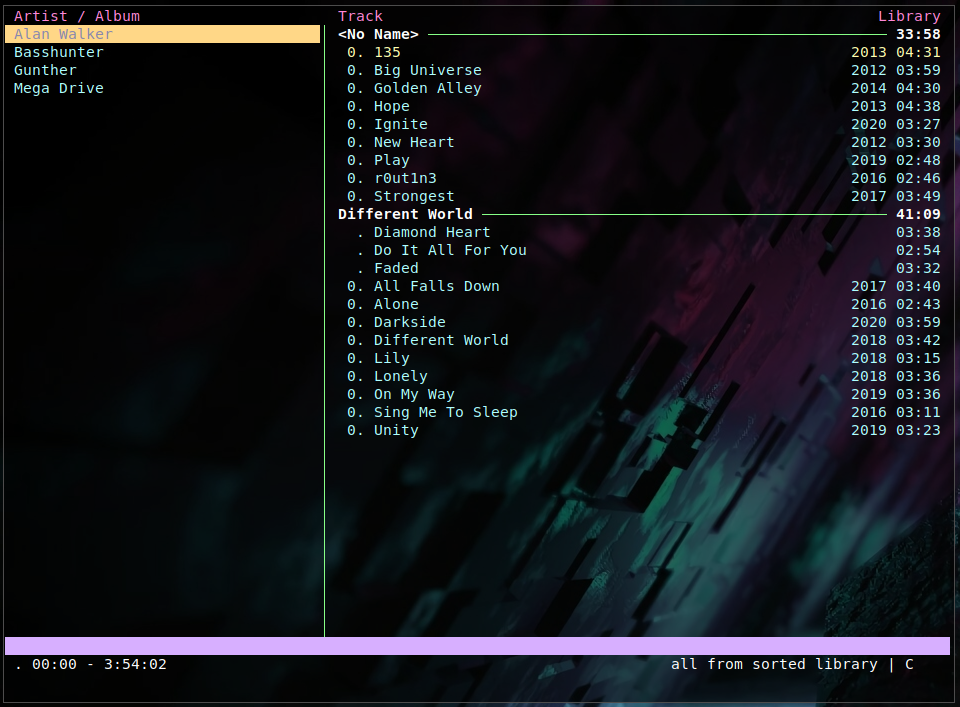 Artist / Album
Alan Walker
Basshunter
Gunther
Mega Drive
Track Library
<No Name> 33:58
0. 135 2013 04:31
0. Big Universe 2012 03:59
0. Golden Alley 2014 04:30
0. Hope 2013 04:38
0. Ignite 2020 03:27
0. New Heart 2012 03:30
0. Play 2019 02:48
0. r0ut1n3 2016 02:46
0. Strongest 2017 03:49
Different World 41:09
. Diamond Heart 03:38
. Do It All For You 02:54
. Faded 03:32
0. All Falls Down 2017 03:40
0. Alone 2016 02:43
0. Darkside 2020 03:59
0. Different World 2018 03:42
0. Lily 2018 03:15
0. Lonely 2018 03:36
0. On My Way 2019 03:36
0. Sing Me To Sleep 2016 03:11
0. Unity 2019 03:23
. 00:00 - 3:54:02 all from sorted library | C